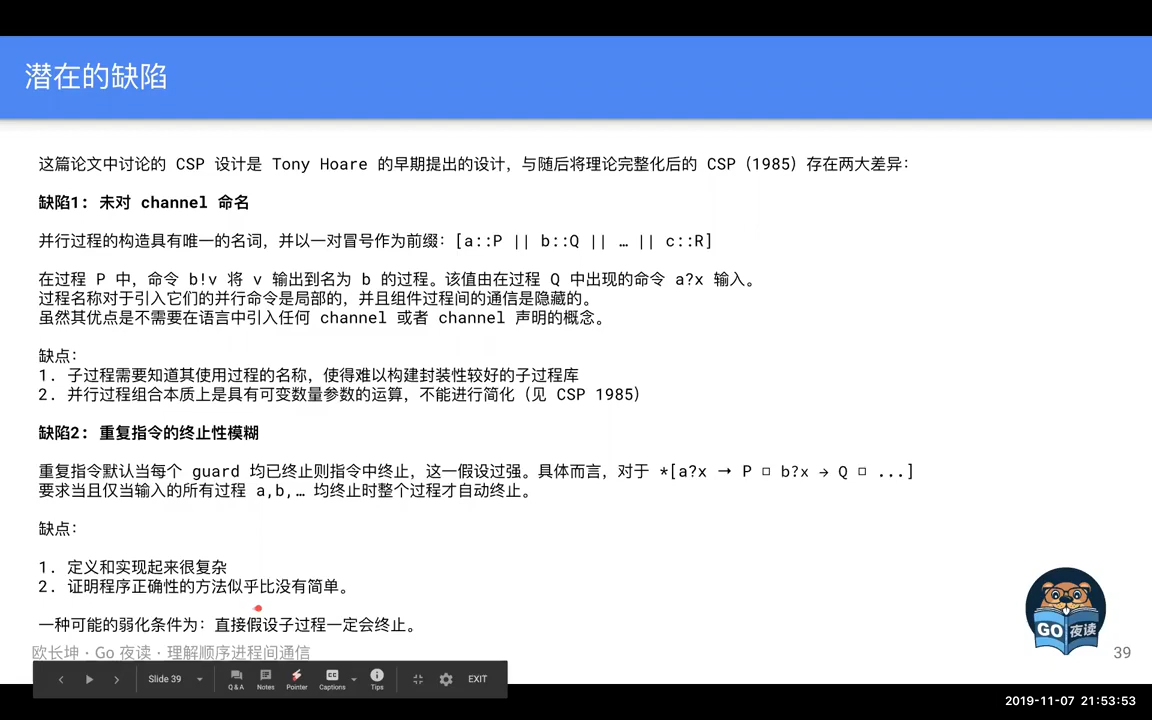 潜在的缺陷
这篇论文中讨论的 CSP 设计是 Tony Hoare 的早期提出的设计，与随后将理论完整化后的 CSP（1985）存在两大差异：
缺陷1: 未对 channel 命名
并行过程的构造具有唯一的名词，并以一对冒号作为前缀：[a::P || b::Q || … || c::R]
在过程 P 中，命令 b!v 将 v 输出到名为 b 的过程。该值由在过程 Q 中出现的命令 a?x 输入。
过程名称对于引入它们的并行命令是局部的，并且组件过程间的通信是隐藏的。
虽然其优点是不需要在语言中引入任何 channel 或者 channel 声明的概念。
缺点：
1. 子过程需要知道其使用过程的名称，使得难以构建封装性较好的子过程库
2. 并行过程组合本质上是具有可变数量参数的运算，不能进行简化（见 CSP 1985）
缺陷2: 重复指令的终止性模糊
重复指令默认当每个 guard 均已终止则指令中终止，这一假设过强。具体而言，对于 *[a?x → P □ b?x → Q □ ...]
要求当且仅当输入的所有过程 a,b,… 均终止时整个过程才自动终止。
缺点：
1. 定义和实现起来很复杂
2. 证明程序正确性的方法似乎比没有简单。
一种可能的弱化条件为：直接假设子过程一定会终止。
GO 夜读
欧长坤 · Go 夜读 · 理解顺序进程间通信
39
Slide 39
Q & A
Notes
Pointer
CC
Captions
Tips
EXIT
2019-11-07 21:53:53